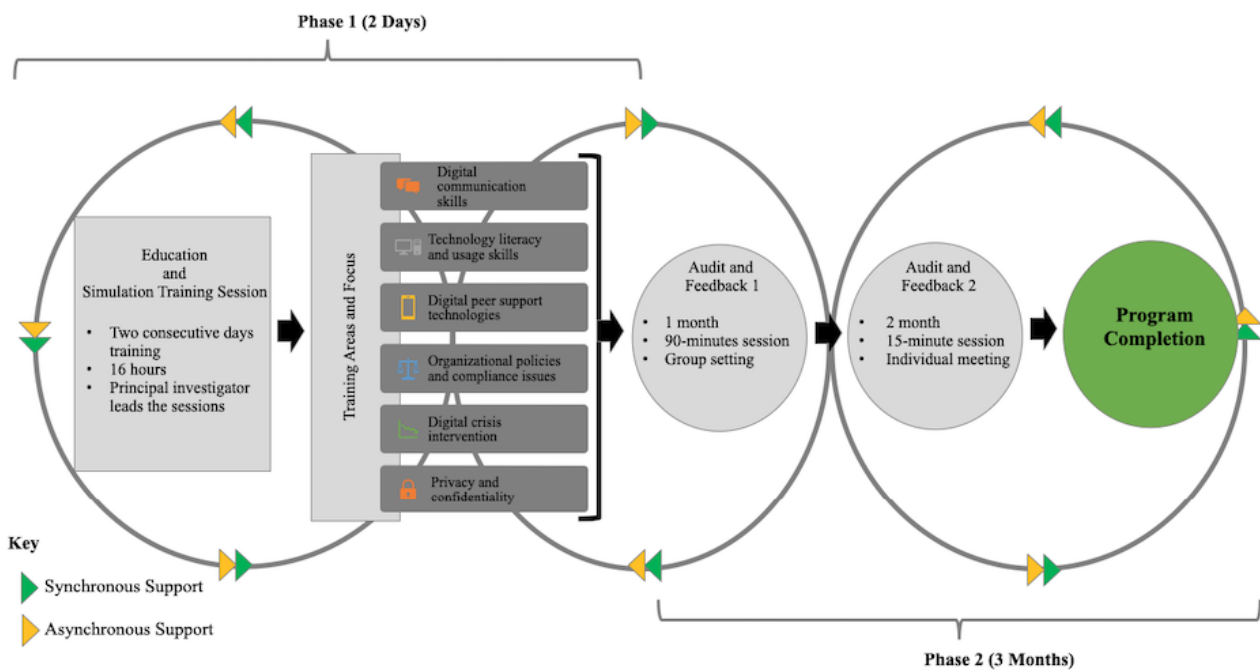 Phase 1 (2 Days)
Education
and
Simulation Training Session
• Two consecutive days
training
• 16 hours
• Principal investigator
leads the sessions
Training Areas and Focus
Digital
communication
skills
Technology literacy
and usage skills
Digital peer support
technologies
Organizational policies
and compliance issues
Digital crisis
intervention
Privacy and
confidentiality
Audit and
Feedback 1
• 1 month
• 90-minutes session
• Group setting
Audit and
Feedback 2
• 2 month
• 15-minute session
• Individual meeting
Program
Completion
Key
Synchronous Support
Asynchronous Support
Phase 2 (3 Months)